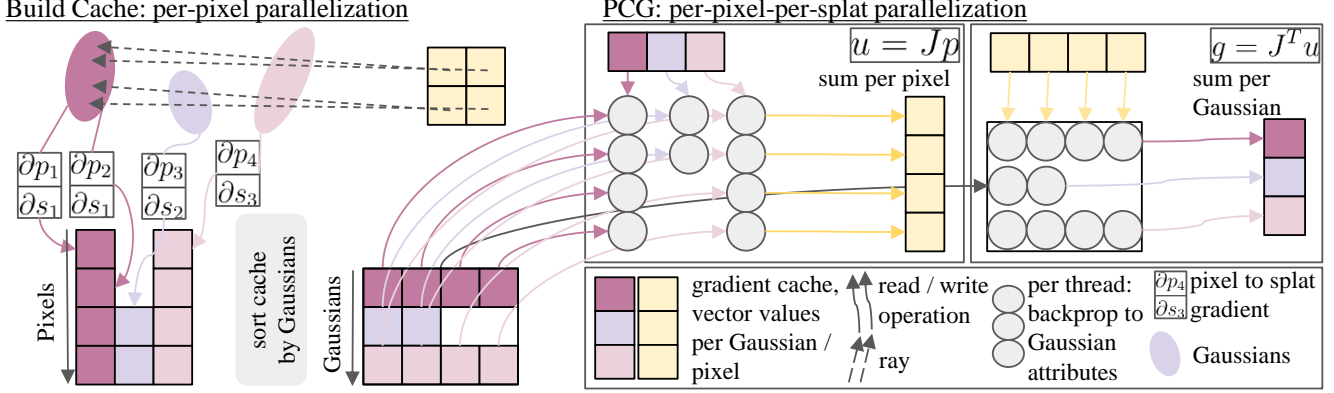 Build Cache: per-pixel parallelization
PCG: per-pixel-per-splat parallelization
u = Jp
sum per pixel
g = J^T u
sum per
Gaussian
∂p₁
∂s₁
∂p₂
∂s₁
∂p₃
∂s₂
∂p₄
∂s₃
Pixels
sort cache
by Gaussians
Gaussians
gradient cache,
vector values
per Gaussian /
pixel
read / write
operation
ray
per thread:
backprop to
Gaussian
attributes
∂p₄
∂s₃
pixel to splat
gradient
Gaussians